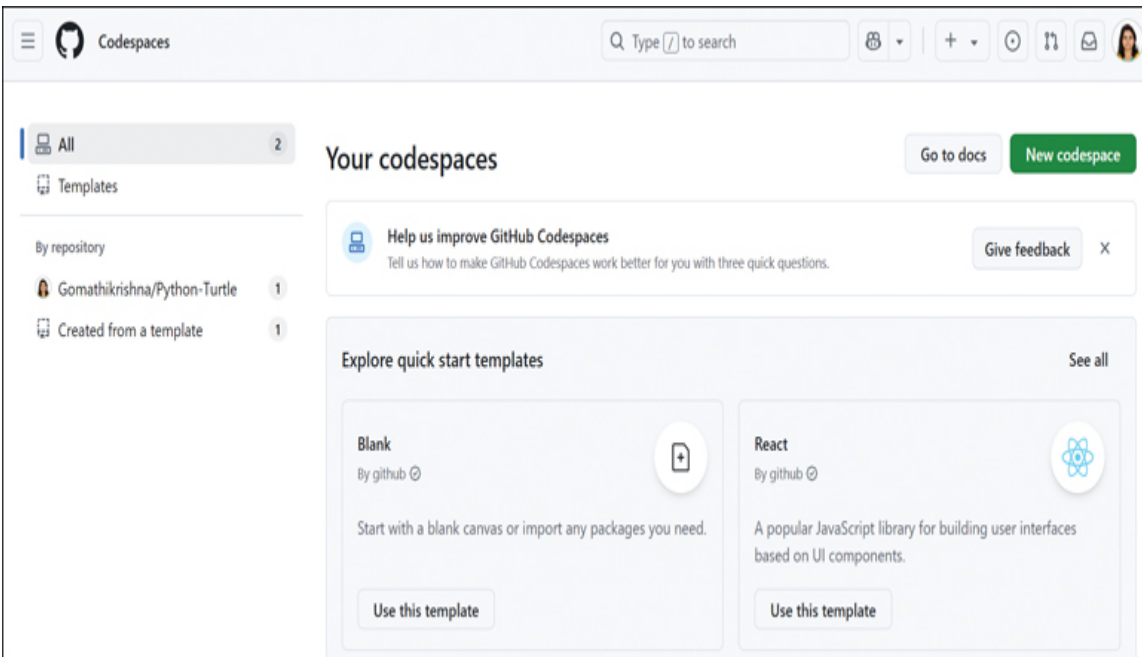 Codespaces
Type / to search
All 2
Templates
By repository
Gomathikrishna/Python-Turtle 1
Created from a template 1
Your codespaces
Go to docs
New codespace
Help us improve GitHub Codespaces
Tell us how to make GitHub Codespaces work better for you with three quick questions.
Give feedback
Explore quick start templates
See all
Blank
By github
Start with a blank canvas or import any packages you need.
Use this template
React
By github
A popular JavaScript library for building user interfaces
based on UI components.
Use this template